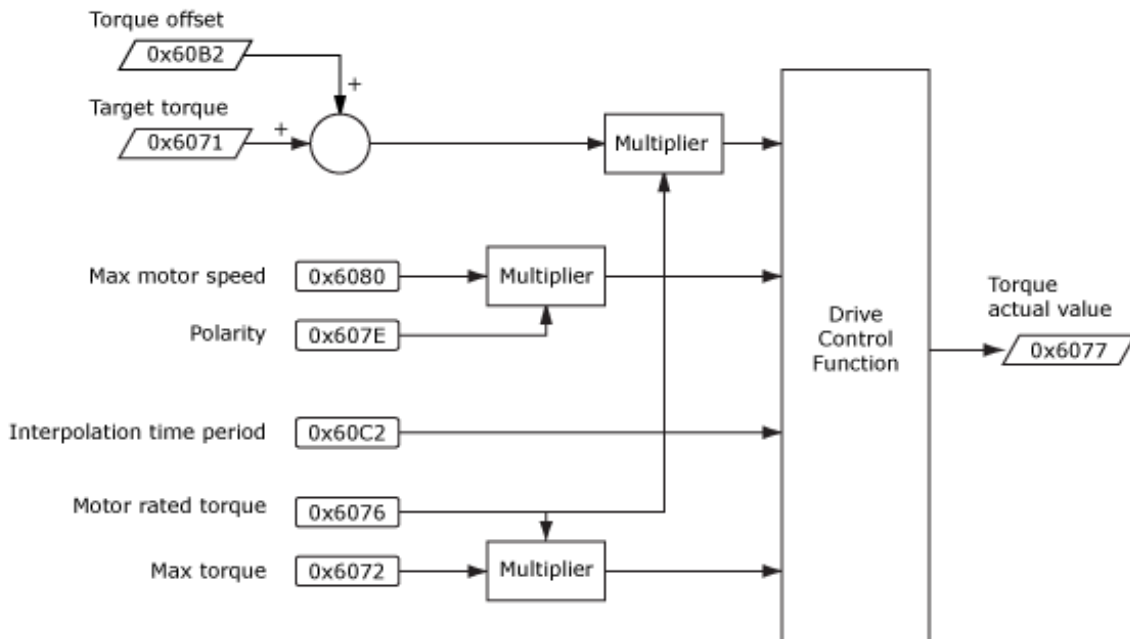 Torque offset
0x60B2
+
Target torque
+
0x6071
Multiplier
Max motor speed
0x6080
Multiplier
Polarity
0x607E
Drive
Control
Function
Torque
actual value
0x6077
Interpolation time period
0x60C2
Motor rated torque
0x6076
Max torque
0x6072
Multiplier